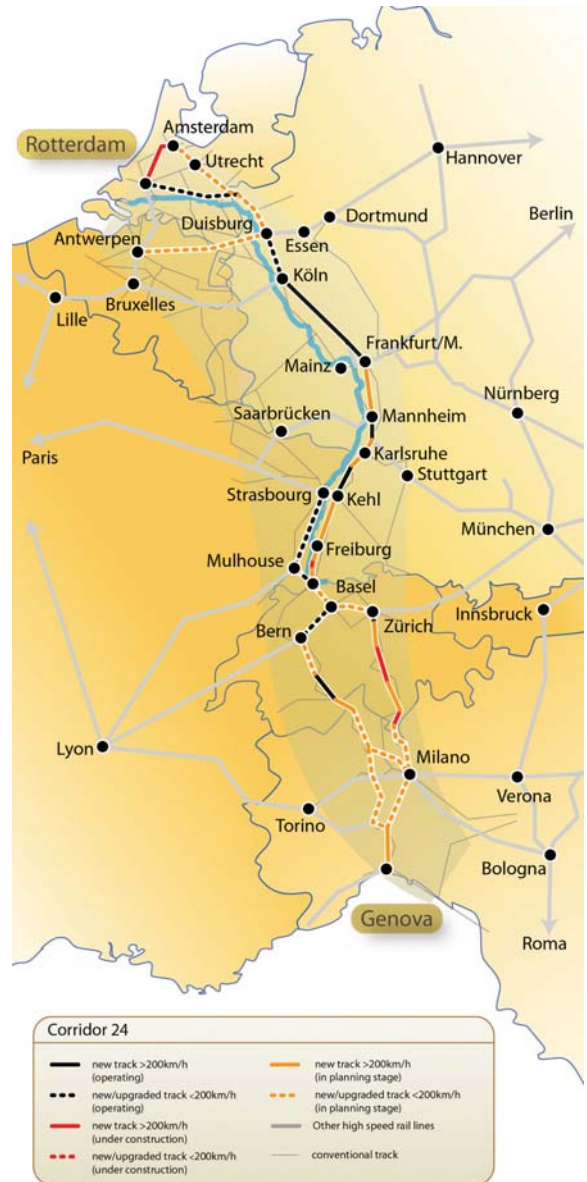 Amsterdam
Rotterdam
Utrecht
Hannover
Dortmund
Duisburg
Essen
Berlin
Antwerpen
Köln
Bruxelles
Lille
Frankfurt/M.
Mainz
Nürnberg
Mannheim
Saarbrücken
Karlsruhe
Paris
Stuttgart
Strasbourg
Kehl
München
Freiburg
Mulhouse
Basel
Innsbruck
Zürich
Bern
Lyon
Milano
Verona
Torino
Bologna
Genova
Roma
Corridor 24
new track >200km/h
(operating)
new/upgraded track <200km/h
(operating)
new track >200km/h
(under construction)
new/upgraded track <200km/h
(under construction)
new track >200km/h
(in planning stage)
new/upgraded track <200km/h
(in planning stage)
Other high speed rail lines
conventional track